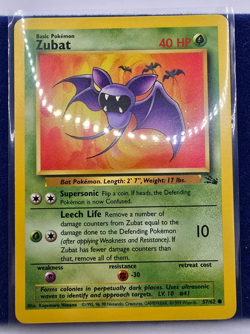 Basic Pokémon
Zubat
40 HP
Bat Pokémon. Length: 2' 7", Weight: 17 lbs.
Supersonic Flip a coin. If heads, the Defending
Pokémon is now Confused.
Leech Life Remove a number of
damage counters from Zubat equal to the
damage done to the Defending Pokémon
(after applying Weakness and Resistance). If
Zubat has fewer damage counters than
that, remove all of them.
10
weakness
resistance
retreat cost
-30
Forms colonies in perpetually dark places. Uses ultrasonic
waves to identify and approach targets. LV. 10 #41
57/62